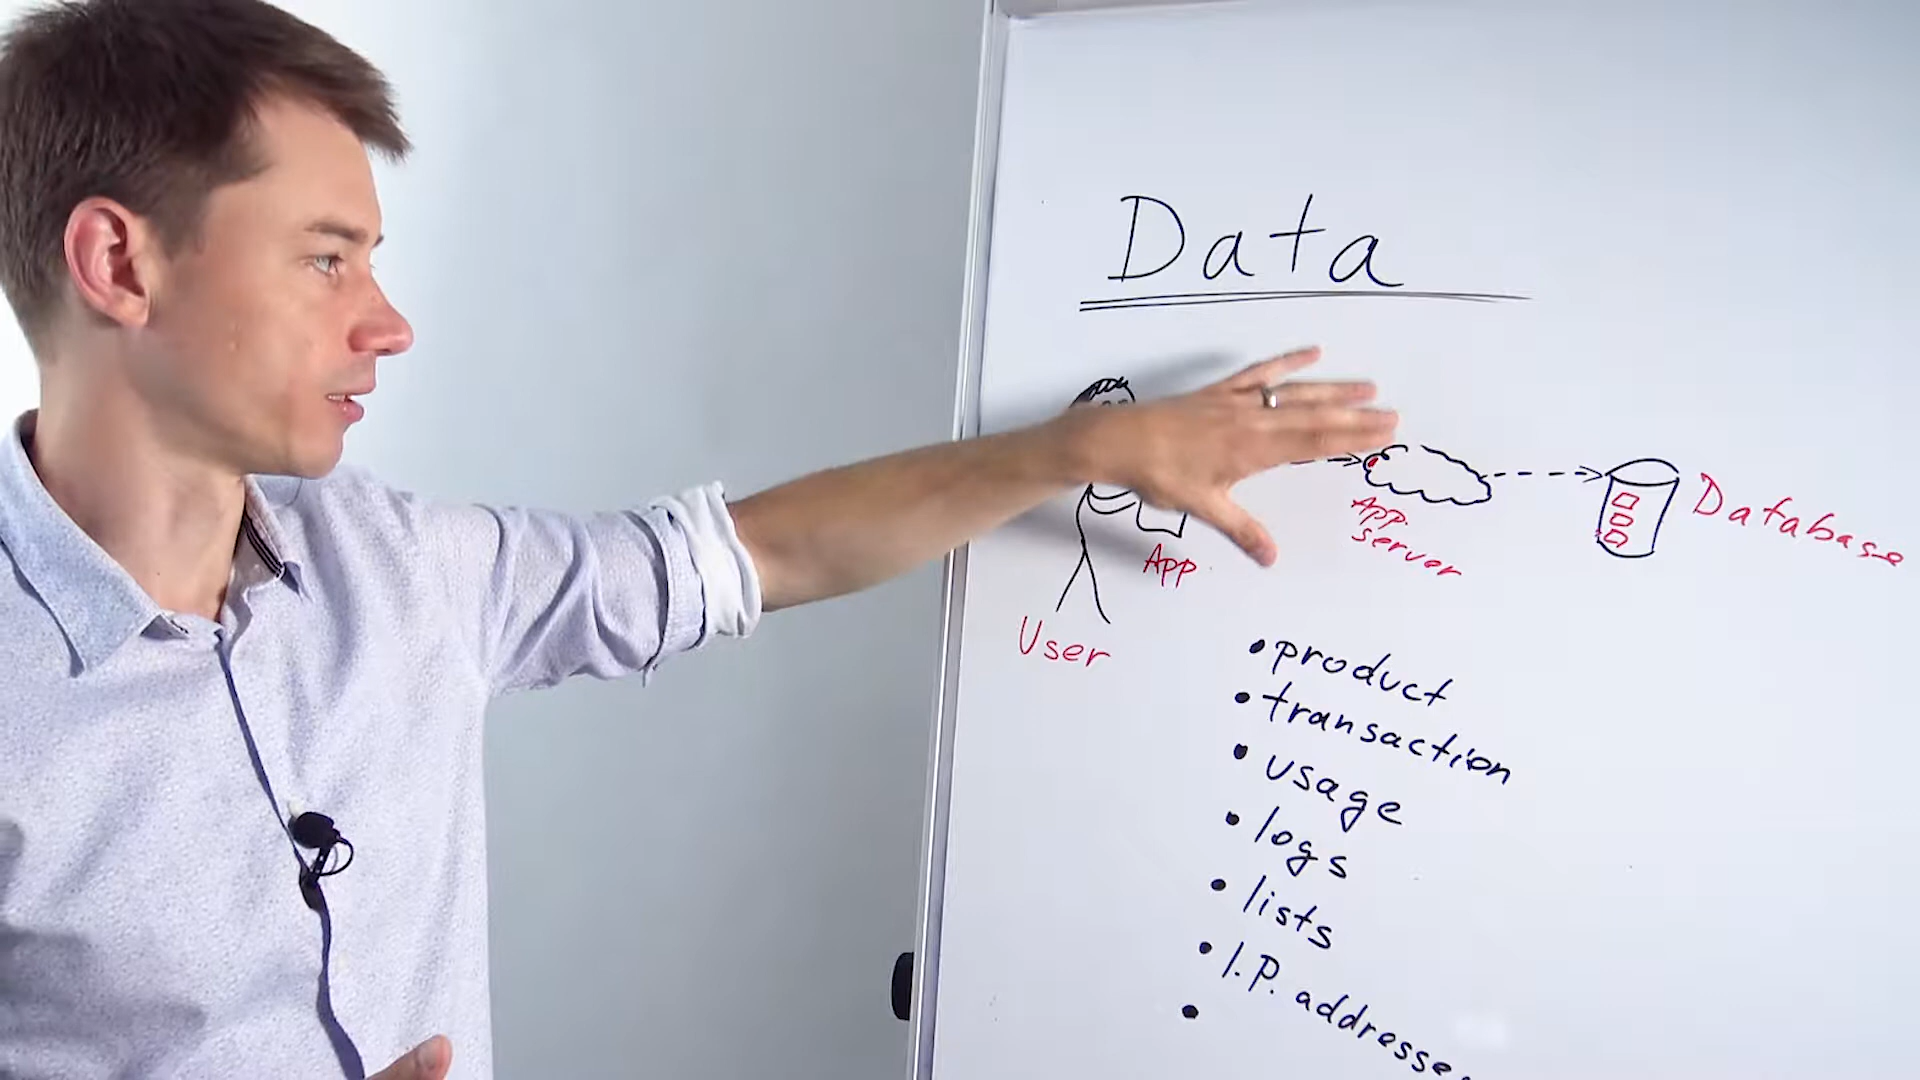 Data
App
App.
server
Database
User
• product
• transaction
• usage
• logs
• lists
• I.P. addresses
•